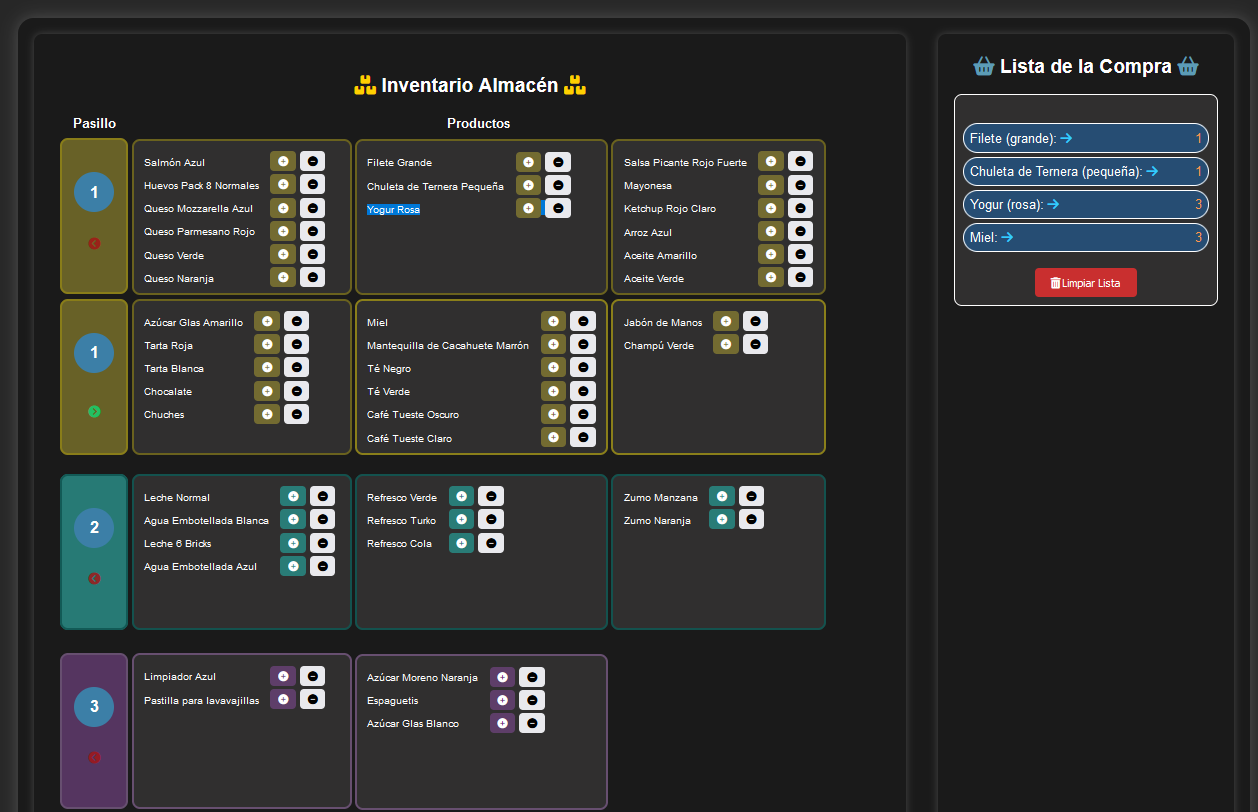 Inventario Almacén
Pasillo
Productos
1
Salmón Azul
Huevos Pack 8 Normales
Queso Mozzarella Azul
Queso Parmesano Rojo
Queso Verde
Queso Naranja
Filete Grande
Chuleta de Ternera Pequeña
Yogur Rosa
Salsa Picante Rojo Fuerte
Mayonesa
Ketchup Rojo Claro
Arroz Azul
Aceite Amarillo
Aceite Verde
1
Azúcar Glas Amarillo
Tarta Roja
Tarta Blanca
Chocalate
Chuches
Miel
Mantequilla de Cacahuete Marrón
Té Negro
Té Verde
Café Tueste Oscuro
Café Tueste Claro
Jabón de Manos
Champú Verde
2
Leche Normal
Agua Embotellada Blanca
Leche 6 Bricks
Agua Embotellada Azul
Refresco Verde
Refresco Turko
Refresco Cola
Zumo Manzana
Zumo Naranja
3
Limpiador Azul
Pastilla para lavavajillas
Azúcar Moreno Naranja
Espaguetis
Azúcar Glas Blanco
Lista de la Compra
Filete (grande): 1
Chuleta de Ternera (pequeña): 1
Yogur (rosa): 3
Miel: 3
Limpiar Lista